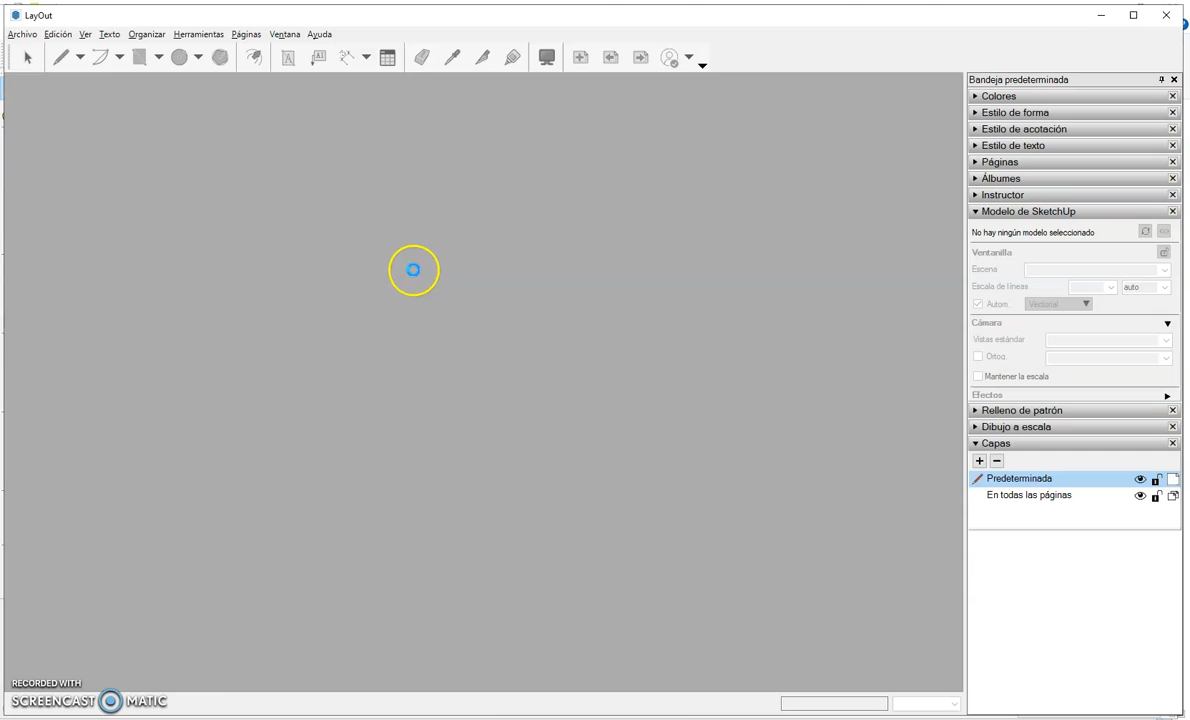 LayOut
Archivo Edición Ver Texto Organizar Herramientas Páginas Ventana Ayuda
A A1
Bandeja predeterminada
Colores
Estilo de forma
Estilo de acotación
Estilo de texto
Páginas
Álbumes
Instructor
Modelo de SketchUp
No hay ningún modelo seleccionado
Ventanilla
Escena
Escala de líneas auto
Autom. Vectorial
Cámara
Vistas estándar
Ortog.
Mantener la escala
Efectos
Relleno de patrón
Dibujo a escala
Capas
Predeterminada
En todas las páginas
RECORDED WITH
SCREENCAST MATIC